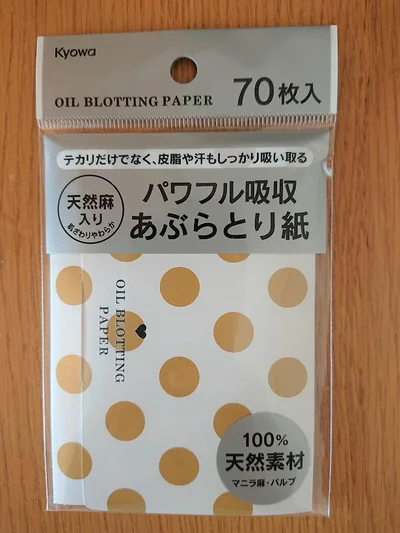 Kyowa
OIL BLOTTING PAPER 70枚入
テカリだけでなく、皮脂や汗もしっかり吸い取る
天然麻
入り
肌ざわりやわらか
パワフル吸収
あぶらとり紙
OIL BLOTTING
PAPER
100%
天然素材
マニラ麻・パルプ